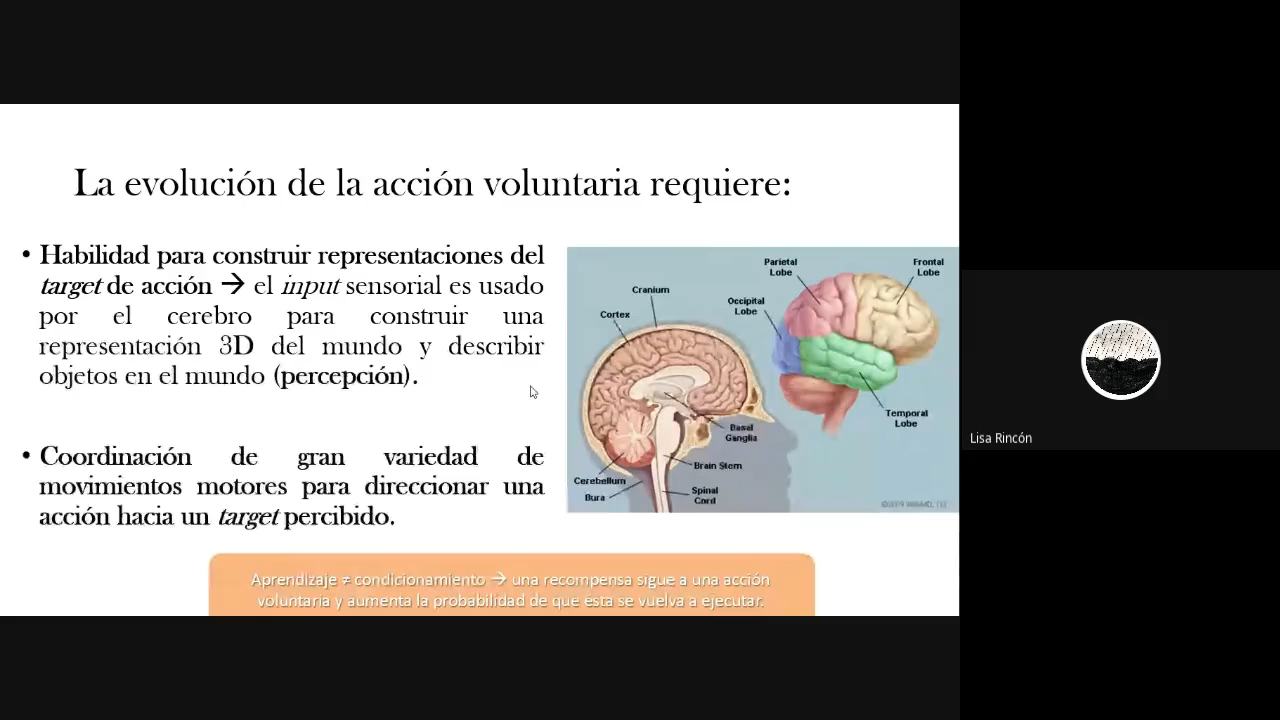 La evolución de la acción voluntaria requiere:
• Habilidad para construir representaciones del
target de acción → el input sensorial es usado
por el cerebro para construir una
representación 3D del mundo y describir
objetos en el mundo (percepción).
• Coordinación de gran variedad de
movimientos motores para direccionar una
acción hacia un target percibido.
Parietal
Lobe
Frontal
Lobe
Cranium
Occipital
Lobe
Cortex
Temporal
Lobe
Basal
Ganglia
Brain Stem
Cerebellum
Spinal
Cord
Bura
Aprendizaje ≠ condicionamiento → una recompensa sigue a una acción
voluntaria y aumenta la probabilidad de que ésta se vuelva a ejecutar.
Lisa Rincón